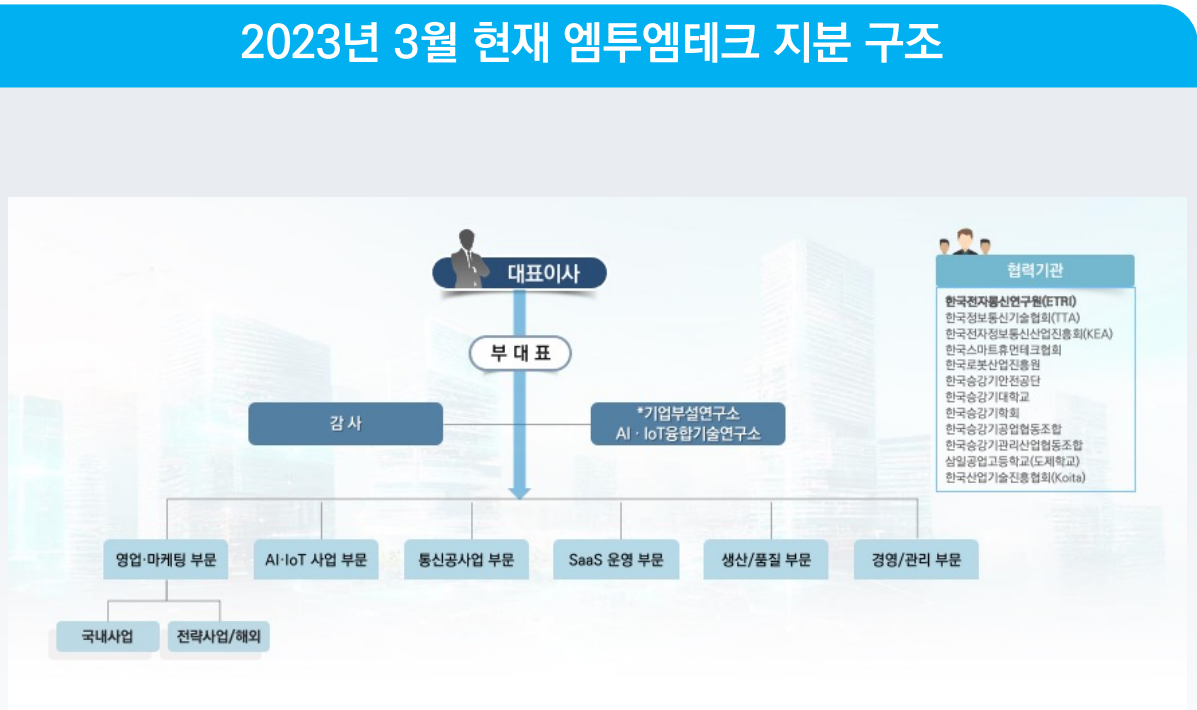 2023년 3월 현재 엠투엠테크 지분 구조
대표이사
부 대 표
감 사
*기업부설연구소
AI · IoT융합기술연구소
협력기관
한국전자통신연구원(ETRI)
한국정보통신기술협회(TTA)
한국전자정보통신산업진흥회(KEA)
한국스마트휴먼테크협회
한국로봇산업진흥원
한국승강기안전공단
한국승강기대학교
한국승강기학회
한국승강기공업협동조합
한국승강기관리산업협동조합
삼일공업고등학교(도제학교)
한국산업기술진흥협회(Koita)
영업·마케팅 부문
AI·IoT 사업 부문
통신공사업 부문
SaaS 운영 부문
생산/품질 부문
경영/관리 부문
국내사업
전략사업/해외